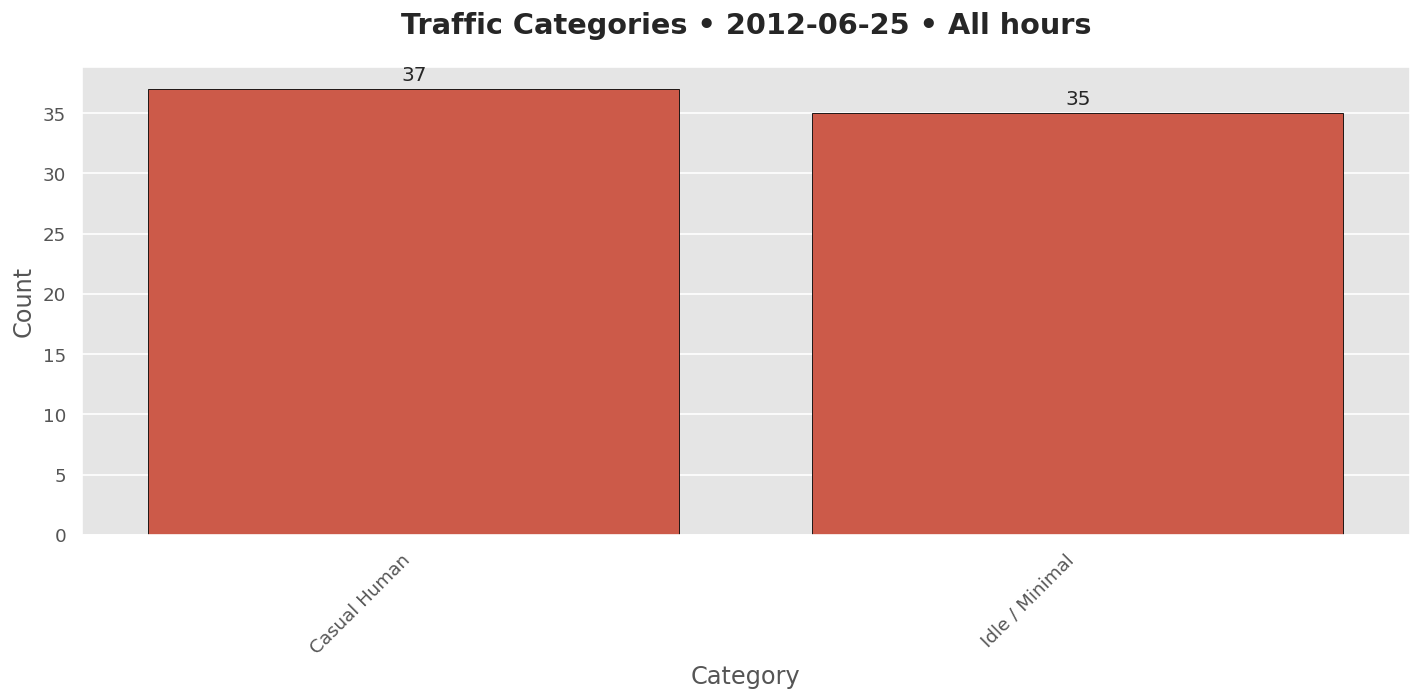 Traffic Categories • 2012-06-25 • All hours
37
35
35
30
25
20
15
10
5
0
Count
Casual Human
Idle / Minimal
Category